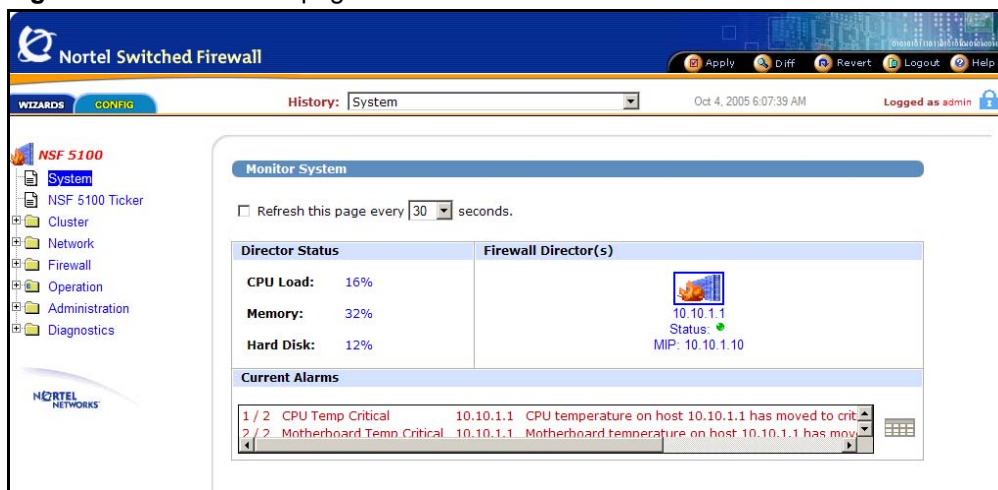 Nortel Switched Firewall
Apply Diff Revert Logout Help
WIZARDS CONFIG
History: System
Oct 4, 2005 6:07:39 AM
Logged as admin
NSF 5100
System
NSF 5100 Ticker
Cluster
Network
Firewall
Operation
Administration
Diagnostics
NORTEL
NETWORKS
Monitor System
Refresh this page every 30 seconds.
Director Status
CPU Load: 16%
Memory: 32%
Hard Disk: 12%
Firewall Director(s)
10.10.1.1
Status:
MIP: 10.10.1.10
Current Alarms
1 / 2 CPU Temp Critical 10.10.1.1 CPU temperature on host 10.10.1.1 has moved to crit
2 / 2 Motherboard Temp Critical 10.10.1.1 Motherboard temperature on host 10.10.1.1 has mov